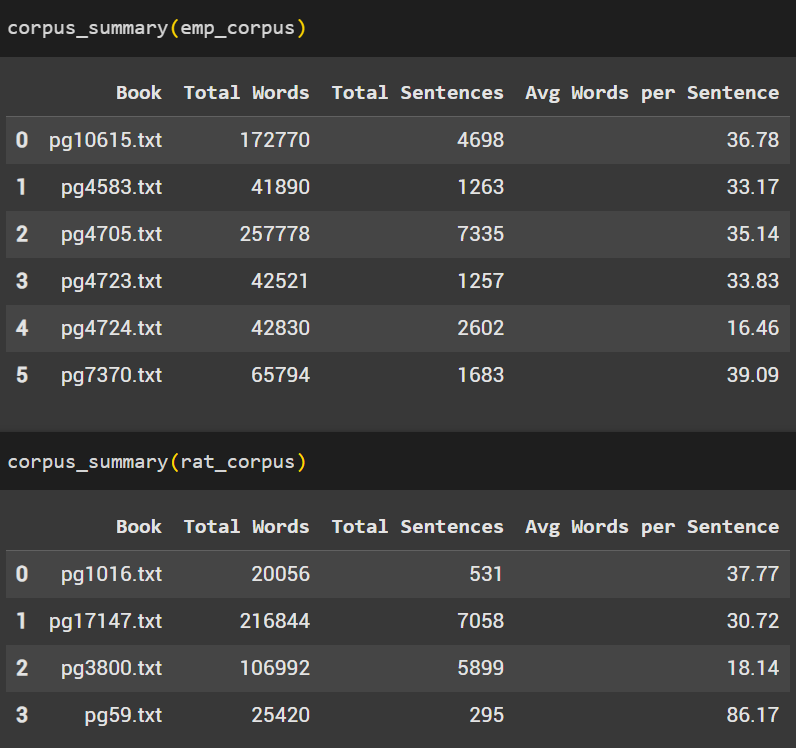 corpus_summary(emp_corpus)
Book Total Words Total Sentences Avg Words per Sentence
0 pg10615.txt 172770 4698 36.78
1 pg4583.txt 41890 1263 33.17
2 pg4705.txt 257778 7335 35.14
3 pg4723.txt 42521 1257 33.83
4 pg4724.txt 42830 2602 16.46
5 pg7370.txt 65794 1683 39.09
corpus_summary(rat_corpus)
Book Total Words Total Sentences Avg Words per Sentence
0 pg1016.txt 20056 531 37.77
1 pg17147.txt 216844 7058 30.72
2 pg3800.txt 106992 5899 18.14
3 pg59.txt 25420 295 86.17